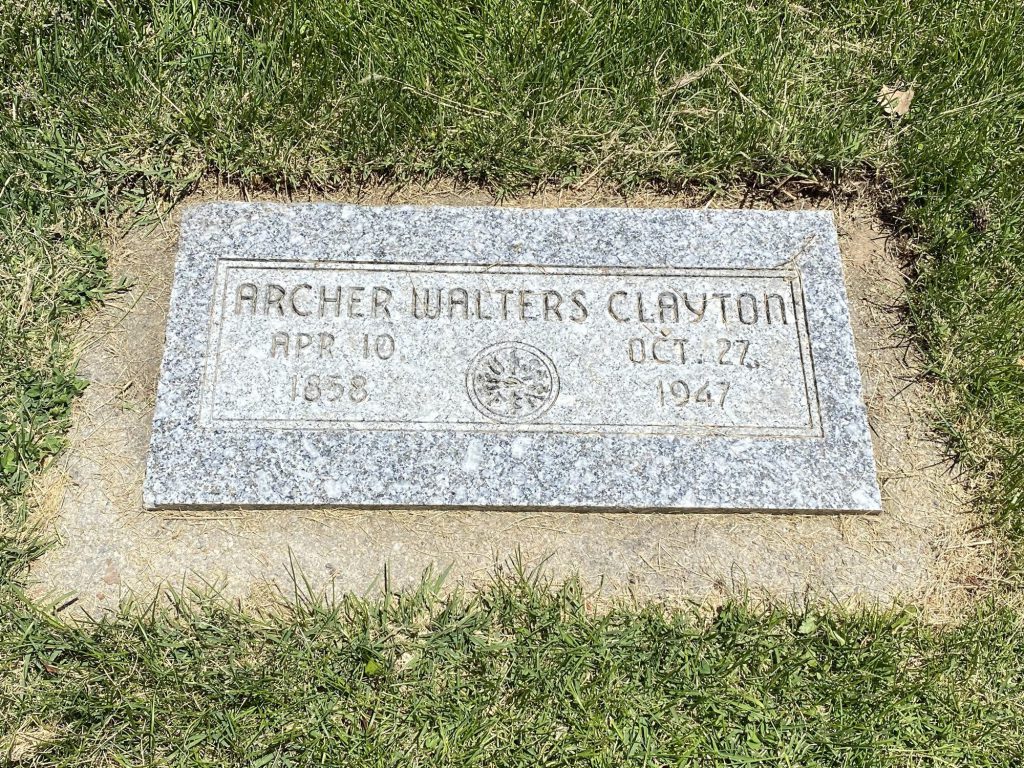 ARCHER WALTERS CLAYTON
APR. 10, OCT. 27,
1858 1947